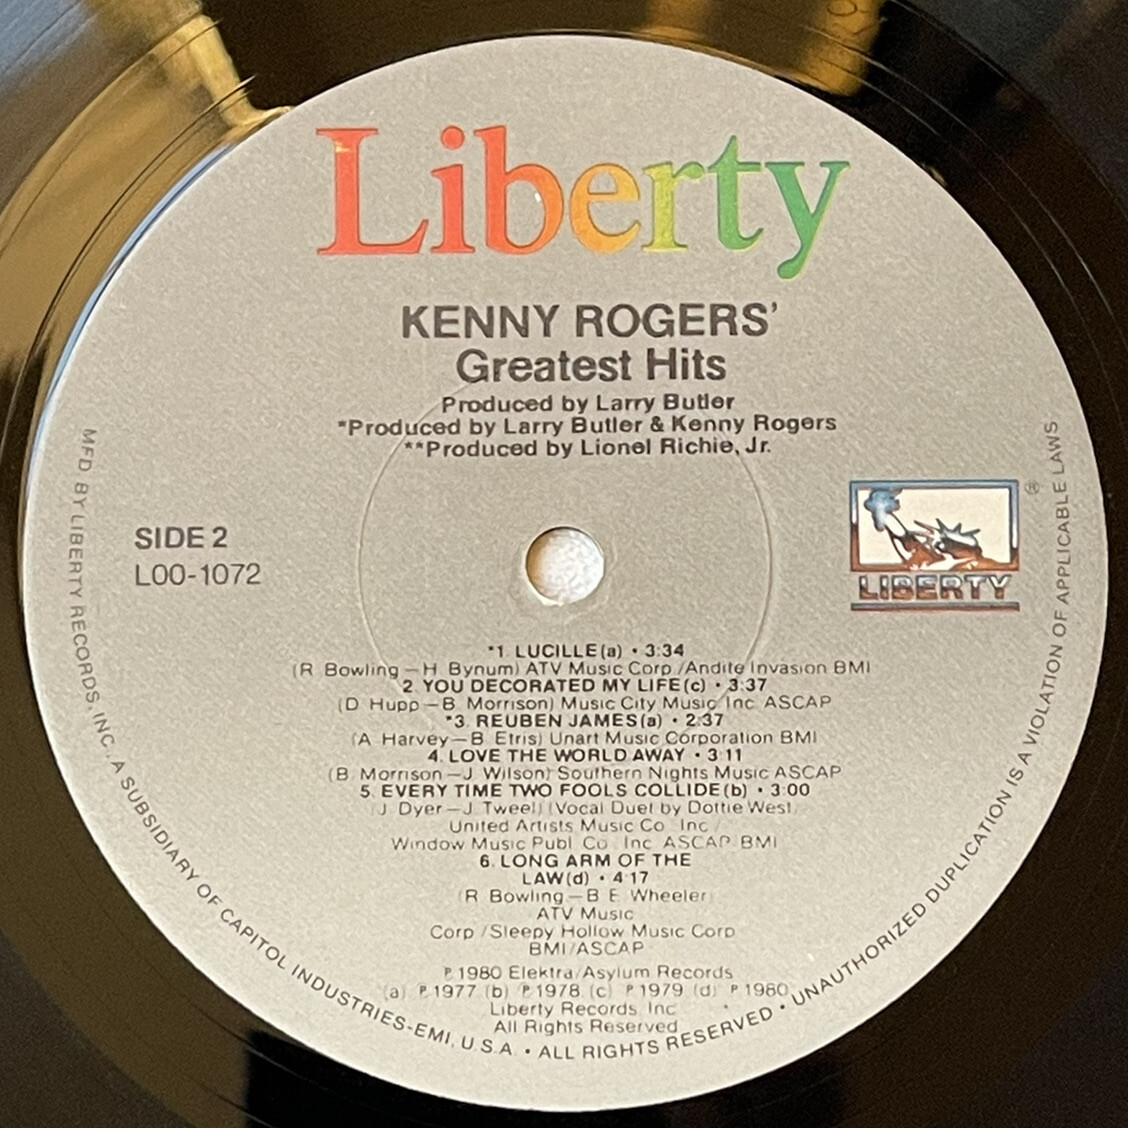 Liberty
KENNY ROGERS'
Greatest Hits
Produced by Larry Butler
*Produced by Larry Butler & Kenny Rogers
**Produced by Lionel Richie, Jr.
SIDE 2
LOO-1072
®
LIBERTY
*1. LUCILLE(a) • 3:34
(R. Bowling—H. Bynum) ATV Music Corp./Andite Invasion BMI
2. YOU DECORATED MY LIFE(c) • 3:37
(D. Hupp—B. Morrison) Music City Music, Inc. ASCAP
*3. REUBEN JAMES(a) • 2:37
(A. Harvey—B. Etris) Unart Music Corporation BMI
4. LOVE THE WORLD AWAY • 3:11
(B. Morrison—J. Wilson) Southern Nights Music ASCAP
5. EVERY TIME TWO FOOLS COLLIDE(b) • 3:00
(J. Dyer—J. Tweel) (Vocal Duet by Dottie West)
United Artists Music Co., Inc./
Window Music Publ. Co., Inc. ASCAP/BMI
6. LONG ARM OF THE
LAW(d) • 4:17
(R. Bowling—B. E. Wheeler)
ATV Music
Corp./Sleepy Hollow Music Corp.
BMI/ASCAP
℗ 1980 Elektra/Asylum Records
(a) ℗ 1977 (b) ℗ 1978 (c) ℗ 1979 (d) ℗ 1980
Liberty Records, Inc.
All Rights Reserved
MFD. BY LIBERTY RECORDS, INC., A SUBSIDIARY OF CAPITOL INDUSTRIES-EMI, U.S.A. • ALL RIGHTS RESERVED • UNAUTHORIZED DUPLICATION IS A VIOLATION OF APPLICABLE LAWS